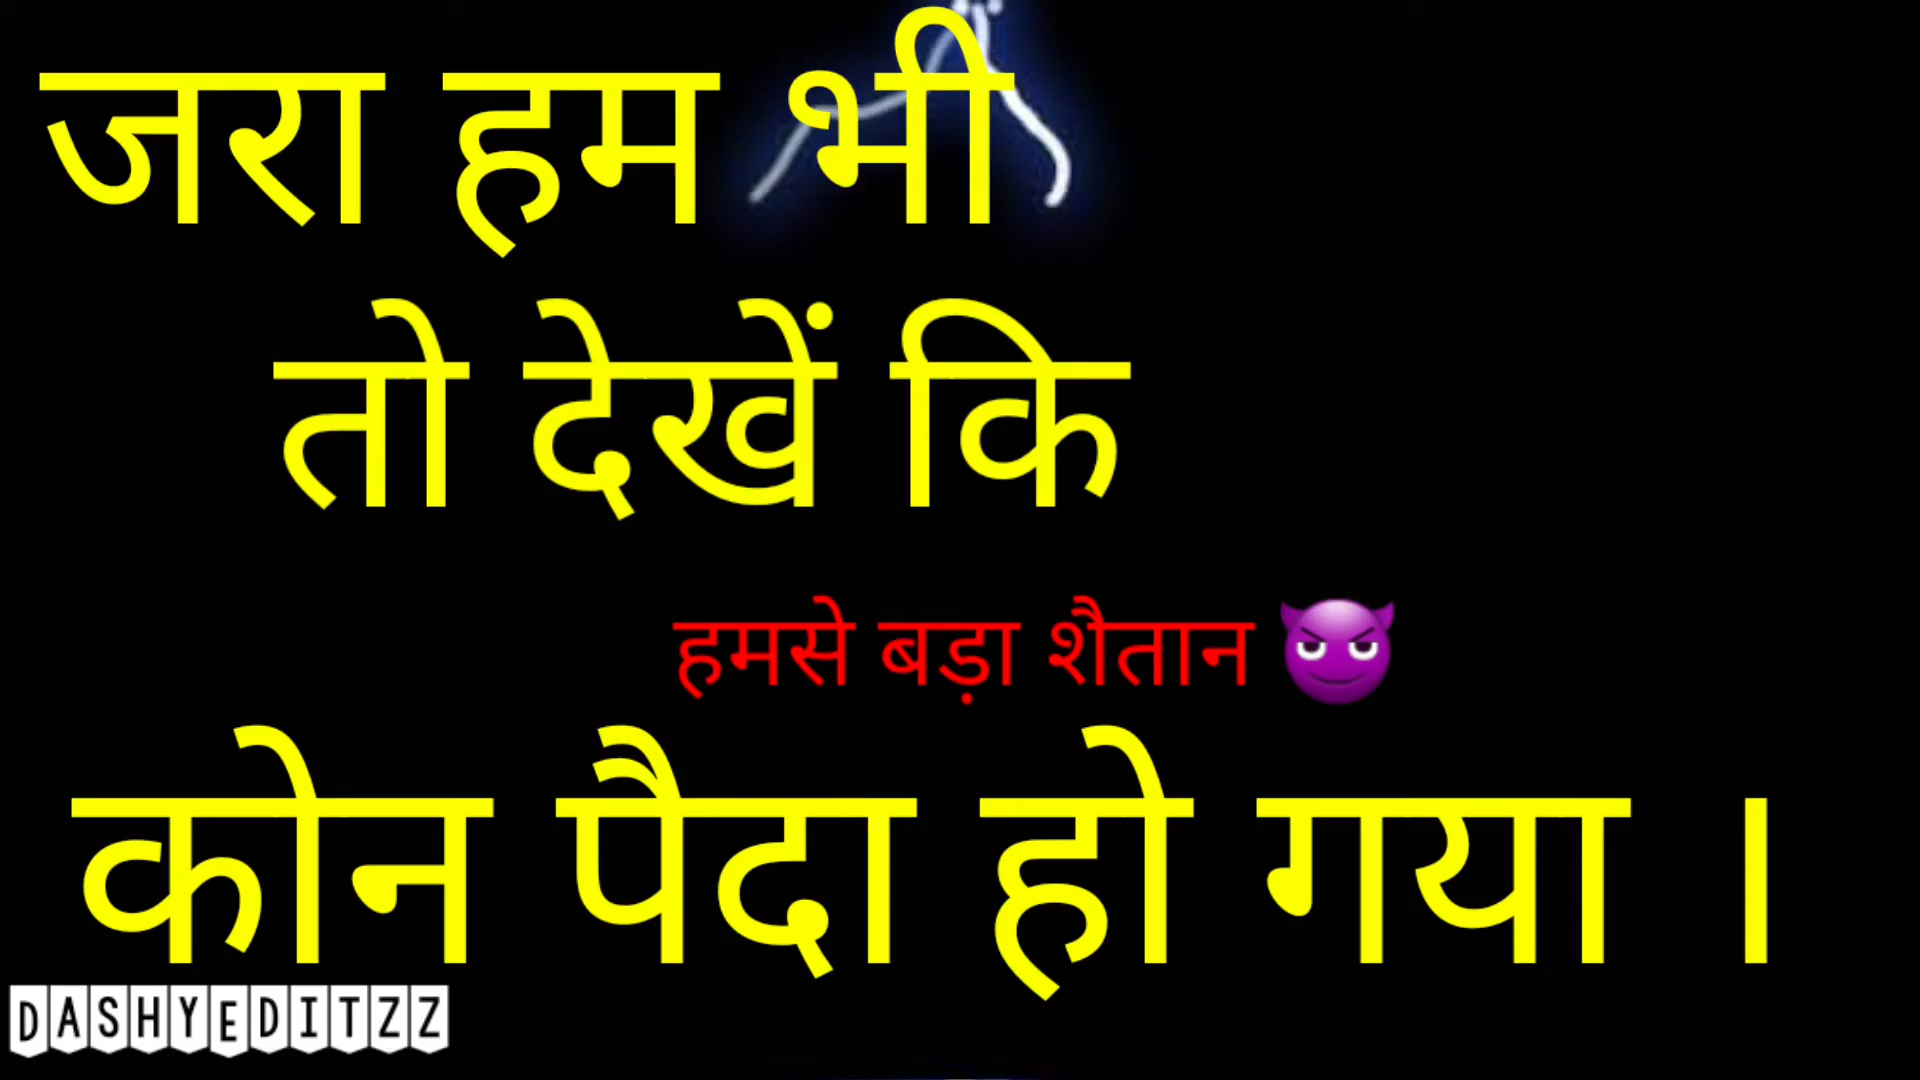 जरा हम भी
तो देखें कि
हमसे बड़ा शैतान 😈
कोन पैदा हो गया ।
DASHYEDITZZ